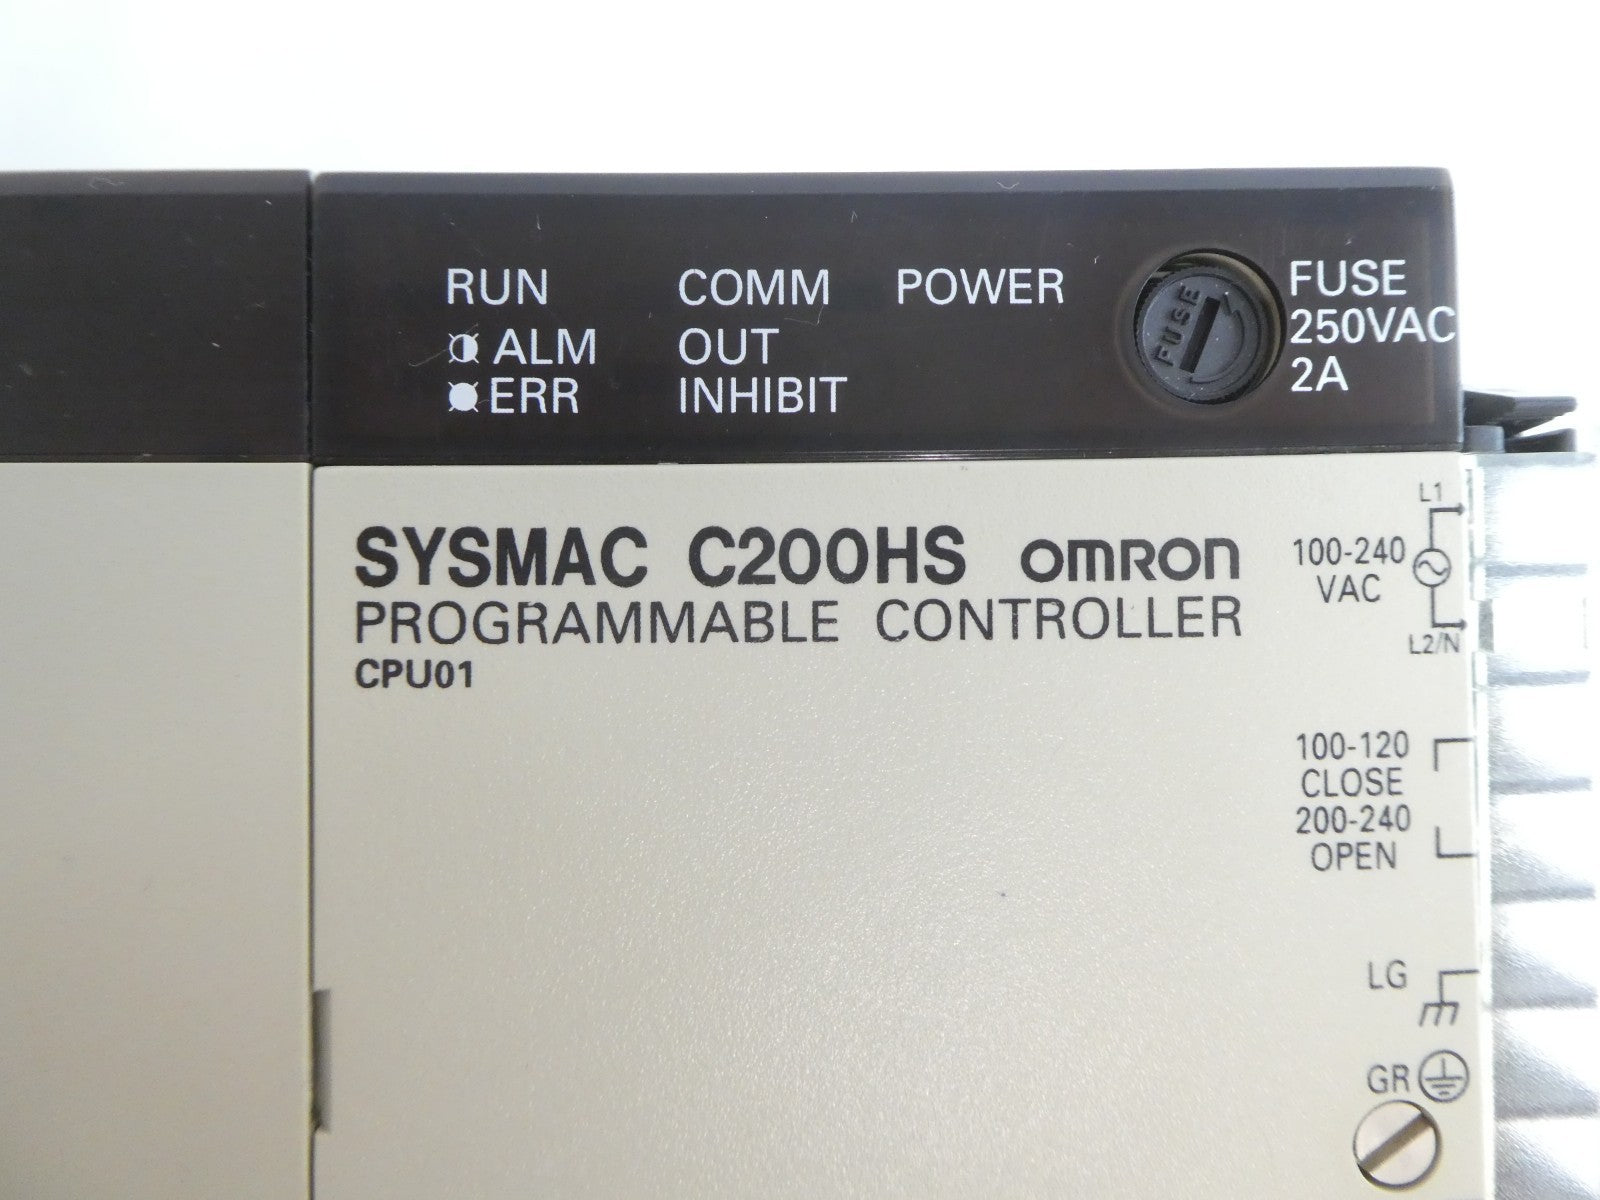 RUN COMM POWER
ALM OUT
ERR INHIBIT
FUSE
FUSE
250VAC
2A
SYSMAC C200HS omron
PROGRAMMABLE CONTROLLER
CPU01
L1
100-240
VAC
L2/N
100-120
CLOSE
200-240
OPEN
LG
GR